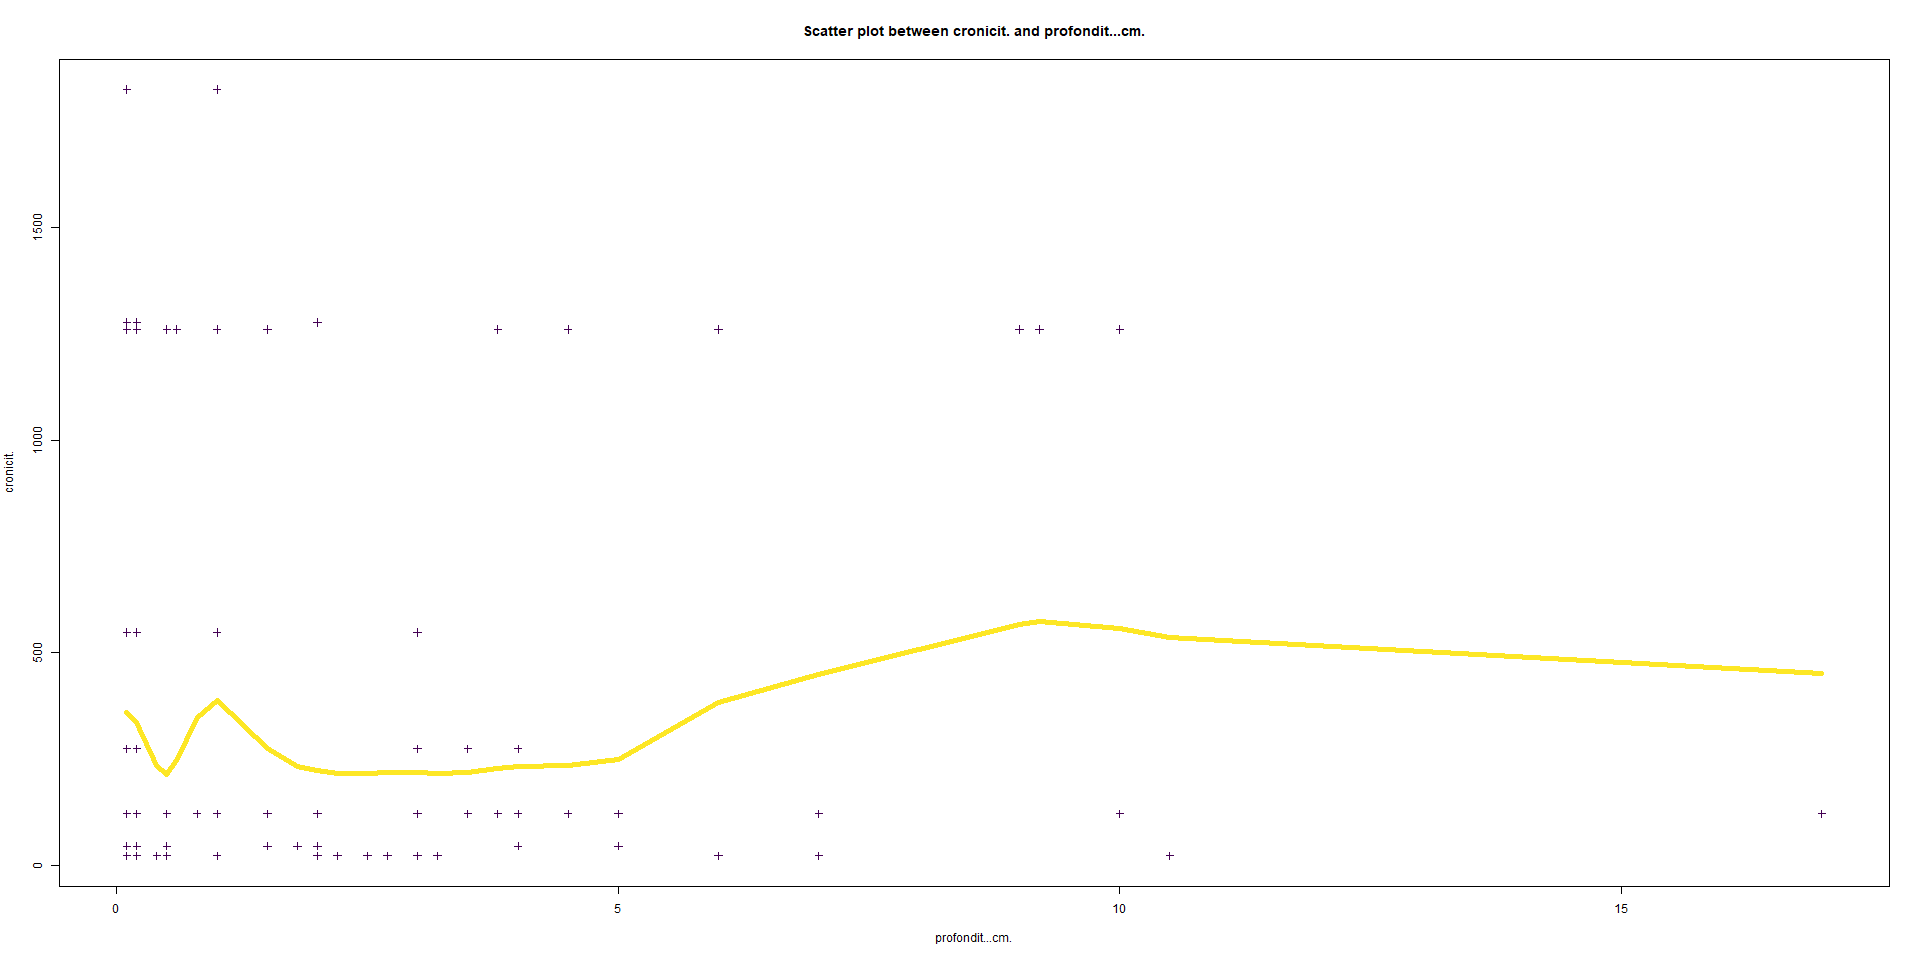 Scatter plot between cronicit. and profondit...cm.
1500
1000
500
0
cronicit.
0 5 10 15
profondit...cm.